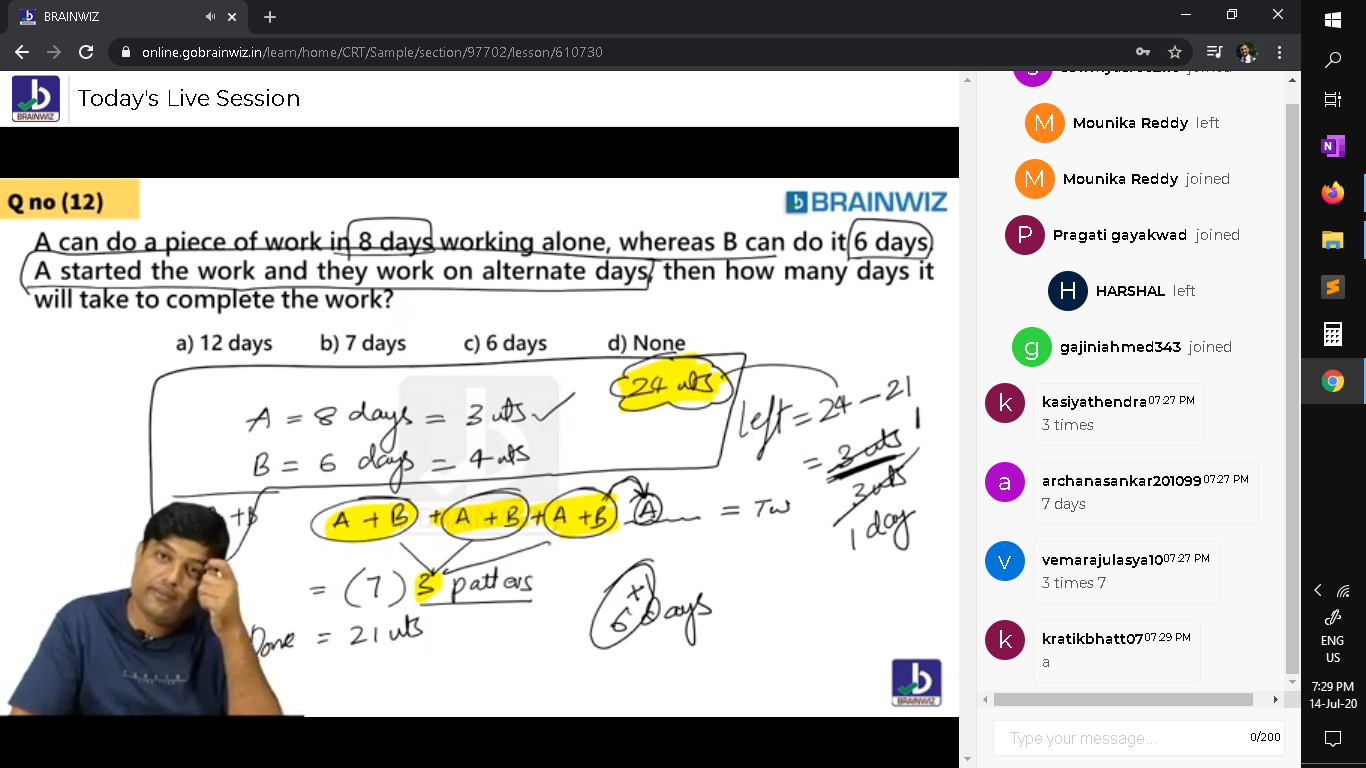 BRAINWIZ
online.gobrainwiz.in/learn/home/CRT/Sample/section/97702/lesson/610730
BRAINWIZ
Today's Live Session
Q no (12)
BRAINWIZ
A can do a piece of work in 8 days working alone, whereas B can do it 6 days.
A started the work and they work on alternate days, then how many days it
will take to complete the work?
a) 12 days b) 7 days c) 6 days d) None
24 uts
A = 8 days = 3 uts ✓
B = 6 days = 4 uts
left = 24 - 21
= 3 uts
3 uts
1
1 day
+B
A + B + A + B + A + B A = TW
= (7) 3 patters
Done = 21 uts
6 days
BRAINWIZ
joined
M Mounika Reddy left
M Mounika Reddy joined
P Pragati gayakwad joined
H HARSHAL left
g gajiniahmed343 joined
k kasiyathendra 07:27 PM
3 times
a archanasankar201099 07:27 PM
7 days
v vemarajulasya10 07:27 PM
3 times 7
k kratikbhatt07 07:29 PM
a
Type your message... 0/200
N
ENG
US
7:29 PM
14-Jul-20